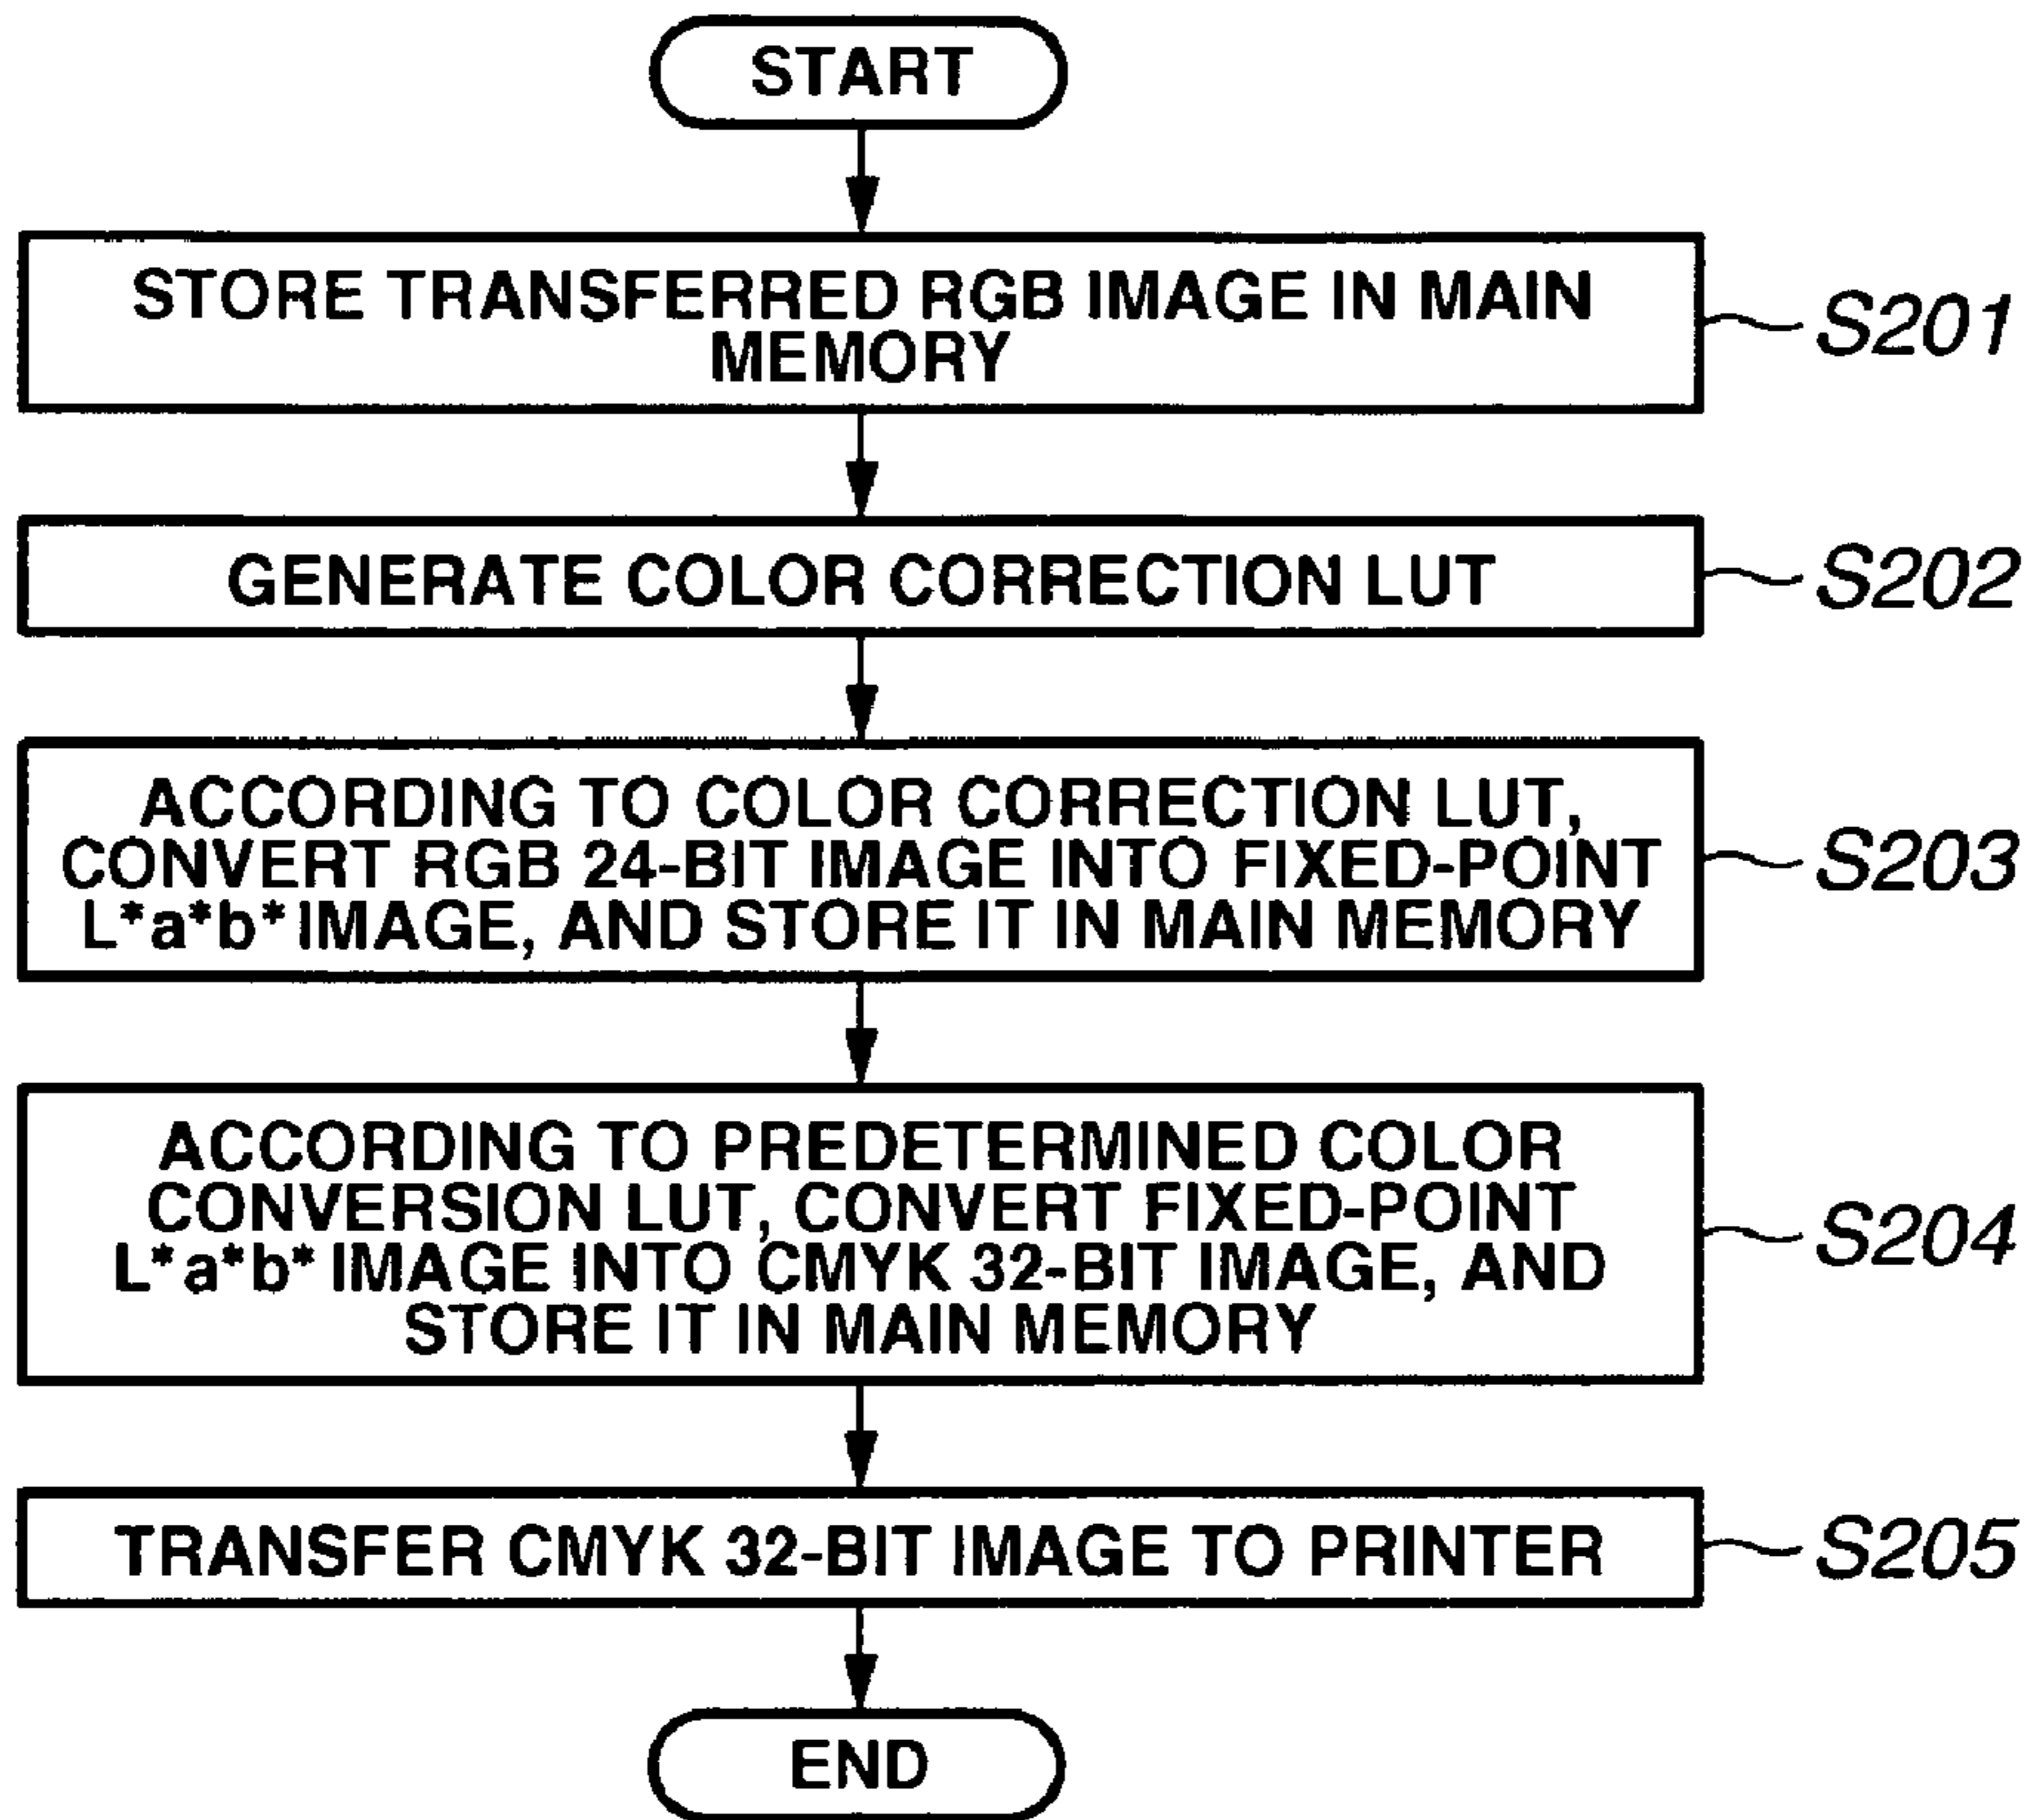 START
STORE TRANSFERRED RGB IMAGE IN MAIN
MEMORY
S201
GENERATE COLOR CORRECTION LUT
S202
ACCORDING TO COLOR CORRECTION LUT,
CONVERT RGB 24-BIT IMAGE INTO FIXED-POINT
L*a*b* IMAGE, AND STORE IT IN MAIN MEMORY
S203
ACCORDING TO PREDETERMINED COLOR
CONVERSION LUT, CONVERT FIXED-POINT
L*a*b* IMAGE INTO CMYK 32-BIT IMAGE, AND
STORE IT IN MAIN MEMORY
S204
TRANSFER CMYK 32-BIT IMAGE TO PRINTER
S205
END